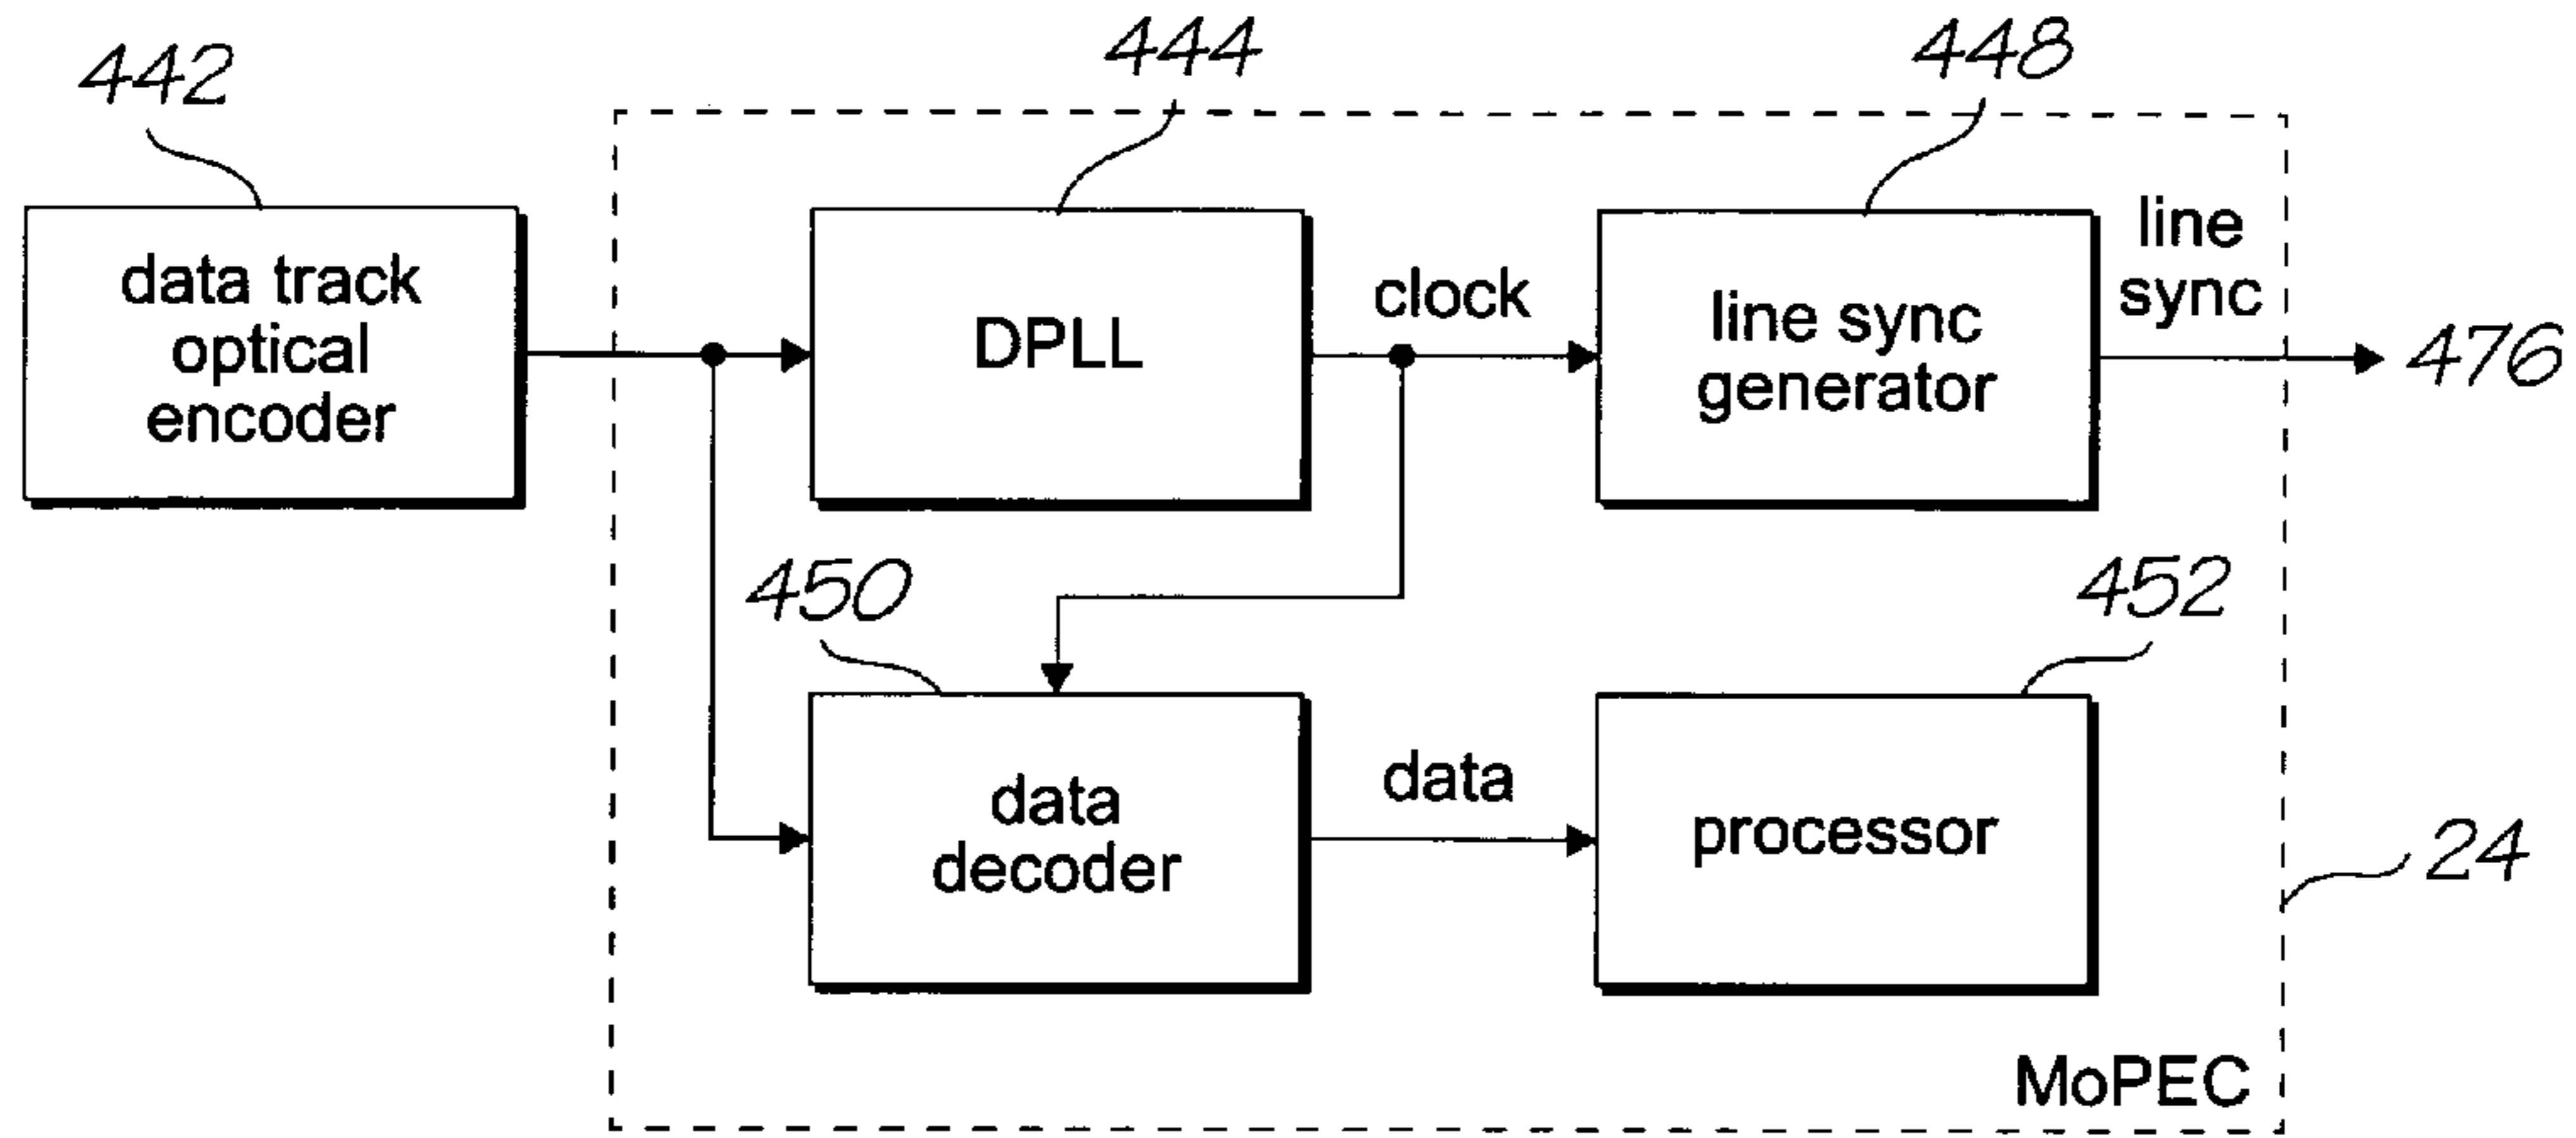 442
444
448
data track
optical
encoder
DPLL
clock
line sync
generator
line
sync
476
450
452
data
decoder
data
processor
24
MoPEC